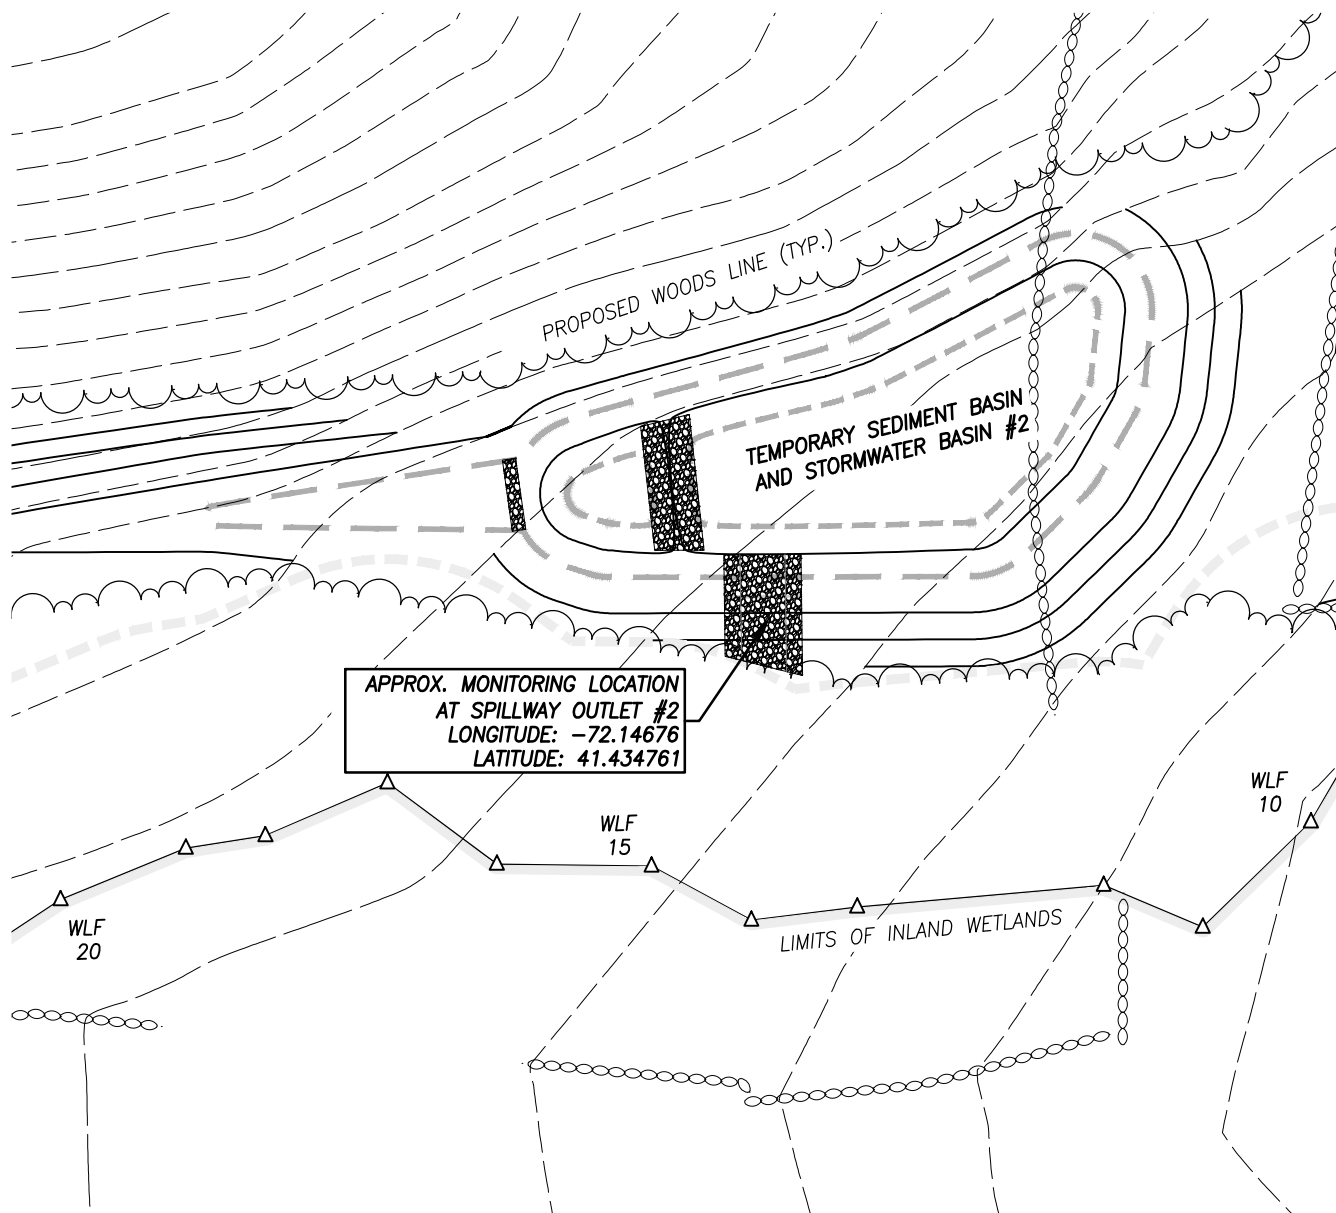 PROPOSED WOODS LINE (TYP.)
TEMPORARY SEDIMENT BASIN
AND STORMWATER BASIN #2
APPROX. MONITORING LOCATION
AT SPILLWAY OUTLET #2
LONGITUDE: -72.14676
LATITUDE: 41.434761
WLF
10
WLF
15
WLF
20
LIMITS OF INLAND WETLANDS